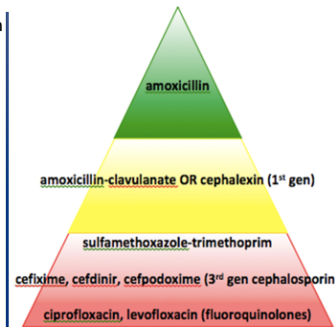 amoxicillin
amoxicillin-clavulanate OR cephalexin (1st gen)
sulfamethoxazole-trimethoprim
cefixime, cefdinir, cefpodoxime (3rd gen cephalosporin
ciprofloxacin, levofloxacin (fluoroquinolones)